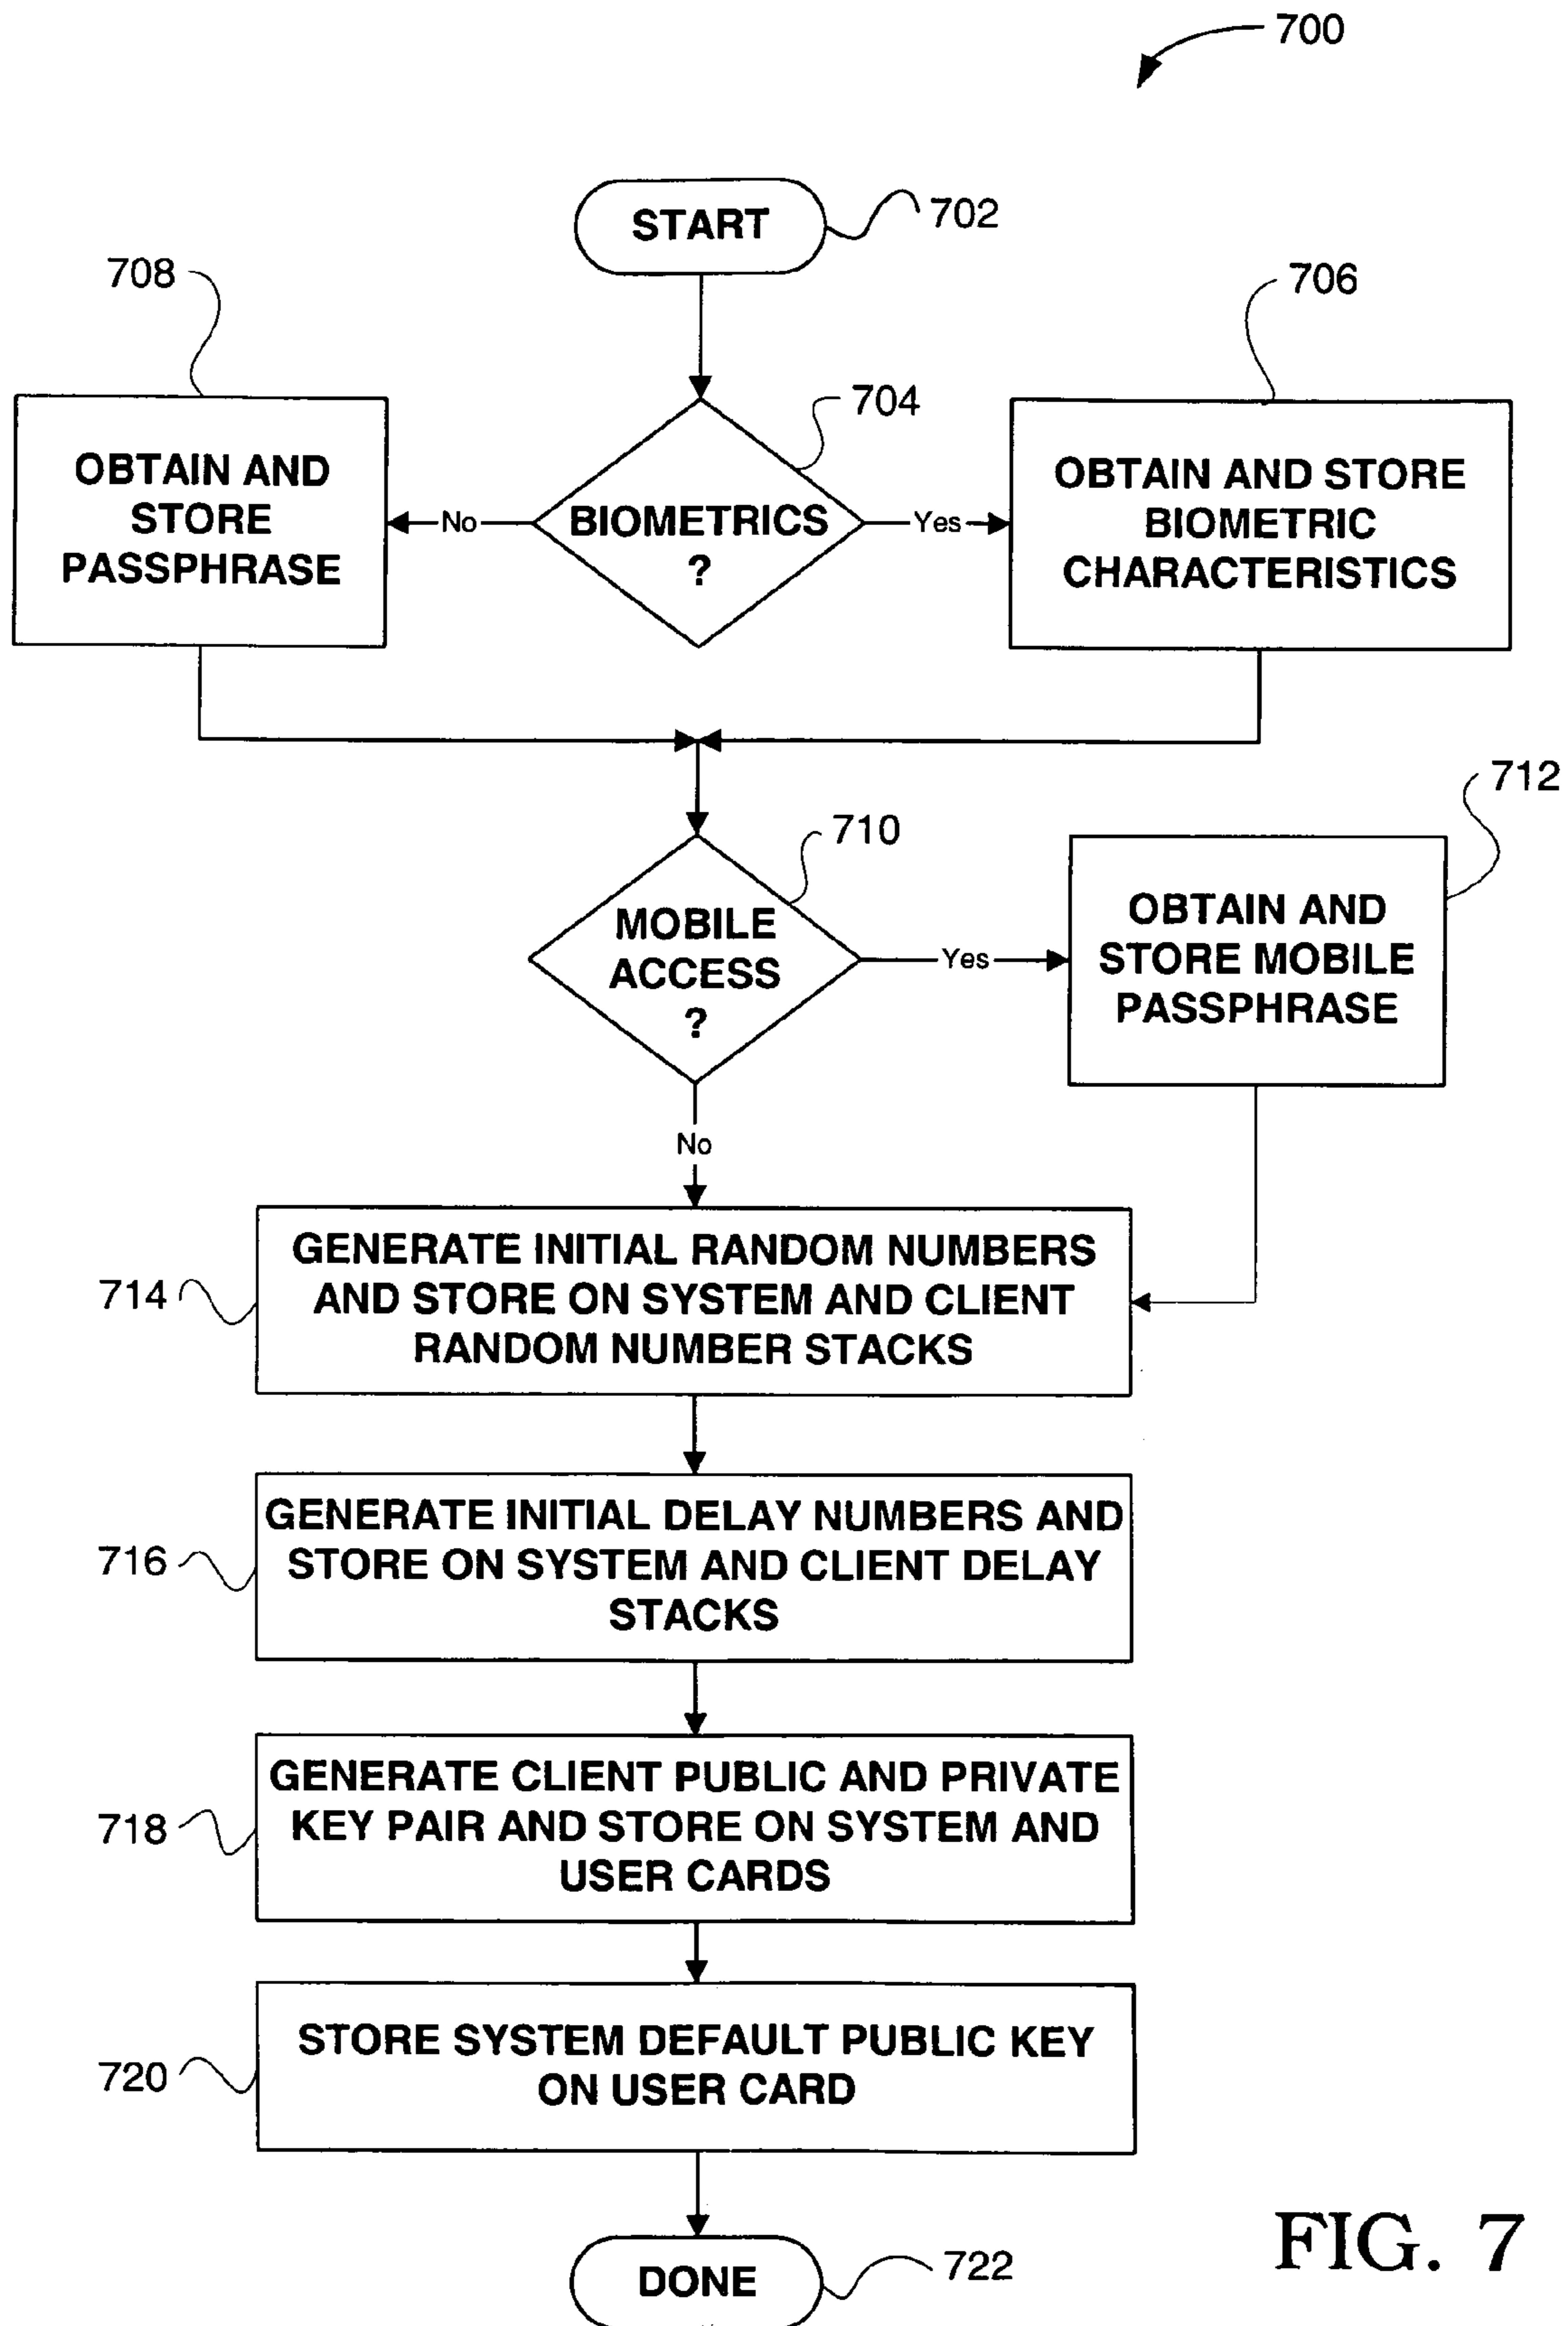 700
START
702
708
706
704
OBTAIN AND
STORE
PASSPHRASE
No
BIOMETRICS
?
Yes
OBTAIN AND STORE
BIOMETRIC
CHARACTERISTICS
712
710
MOBILE
ACCESS
?
Yes
OBTAIN AND
STORE MOBILE
PASSPHRASE
No
714
GENERATE INITIAL RANDOM NUMBERS
AND STORE ON SYSTEM AND CLIENT
RANDOM NUMBER STACKS
716
GENERATE INITIAL DELAY NUMBERS AND
STORE ON SYSTEM AND CLIENT DELAY
STACKS
718
GENERATE CLIENT PUBLIC AND PRIVATE
KEY PAIR AND STORE ON SYSTEM AND
USER CARDS
720
STORE SYSTEM DEFAULT PUBLIC KEY
ON USER CARD
DONE
722
FIG. 7